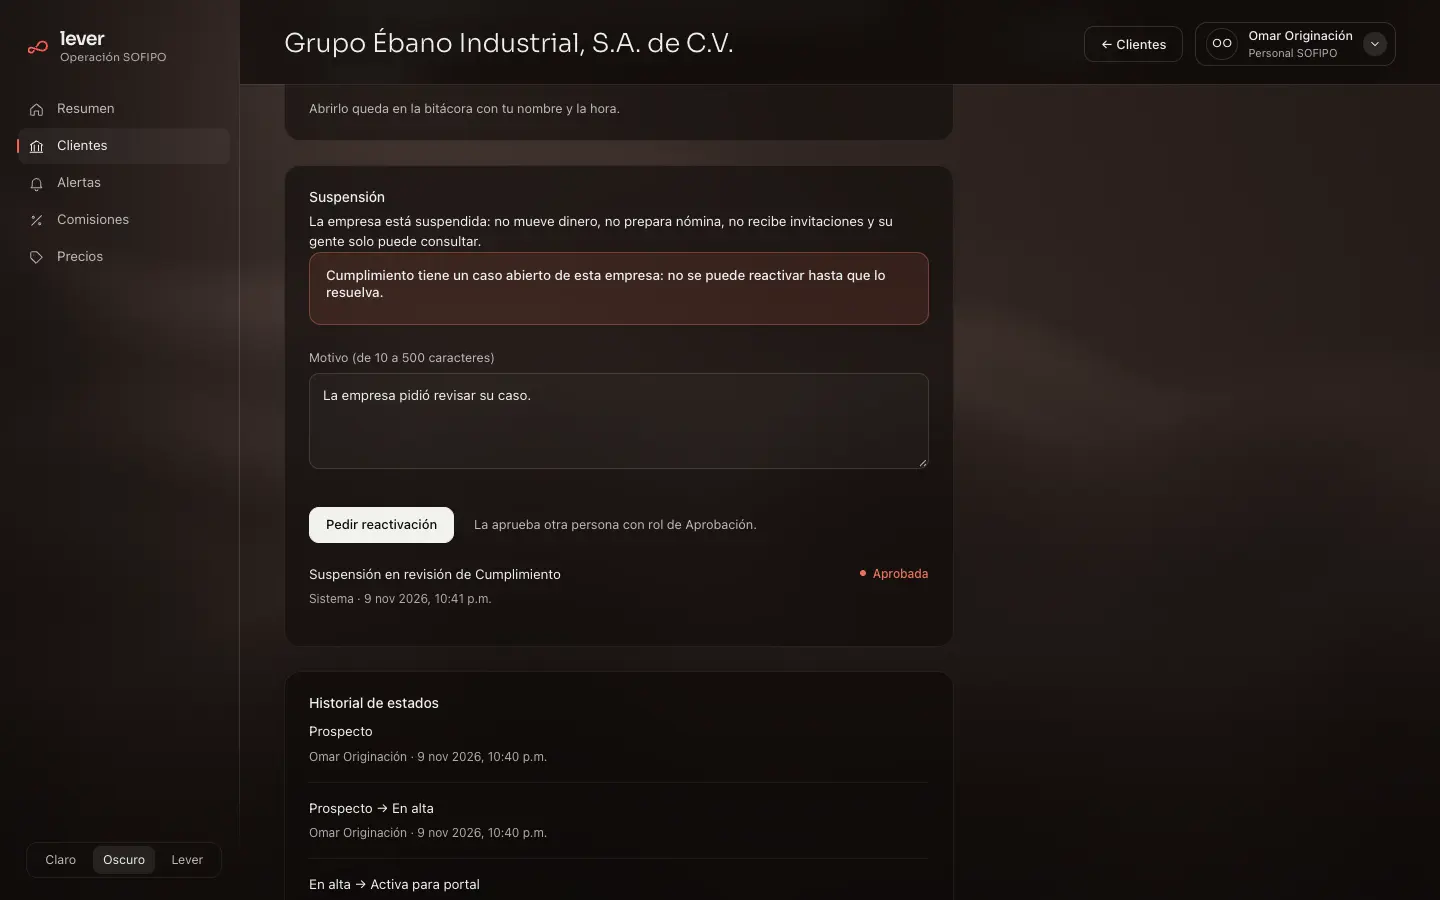 lever
Operación SOFIPO
Resumen
Clientes
Alertas
Comisiones
Precios
Claro
Oscuro
Lever
Grupo Ébano Industrial, S.A. de C.V.
← Clientes
OO
Omar Originación
Personal SOFIPO
Abrirlo queda en la bitácora con tu nombre y la hora.
Suspensión
La empresa está suspendida: no mueve dinero, no prepara nómina, no recibe invitaciones y su
gente solo puede consultar.
Cumplimiento tiene un caso abierto de esta empresa: no se puede reactivar hasta que lo
resuelva.
Motivo (de 10 a 500 caracteres)
La empresa pidió revisar su caso.
Pedir reactivación
La aprueba otra persona con rol de Aprobación.
Suspensión en revisión de Cumplimiento
Aprobada
Sistema · 9 nov 2026, 10:41 p.m.
Historial de estados
Prospecto
Omar Originación · 9 nov 2026, 10:40 p.m.
Prospecto → En alta
Omar Originación · 9 nov 2026, 10:40 p.m.
En alta → Activa para portal